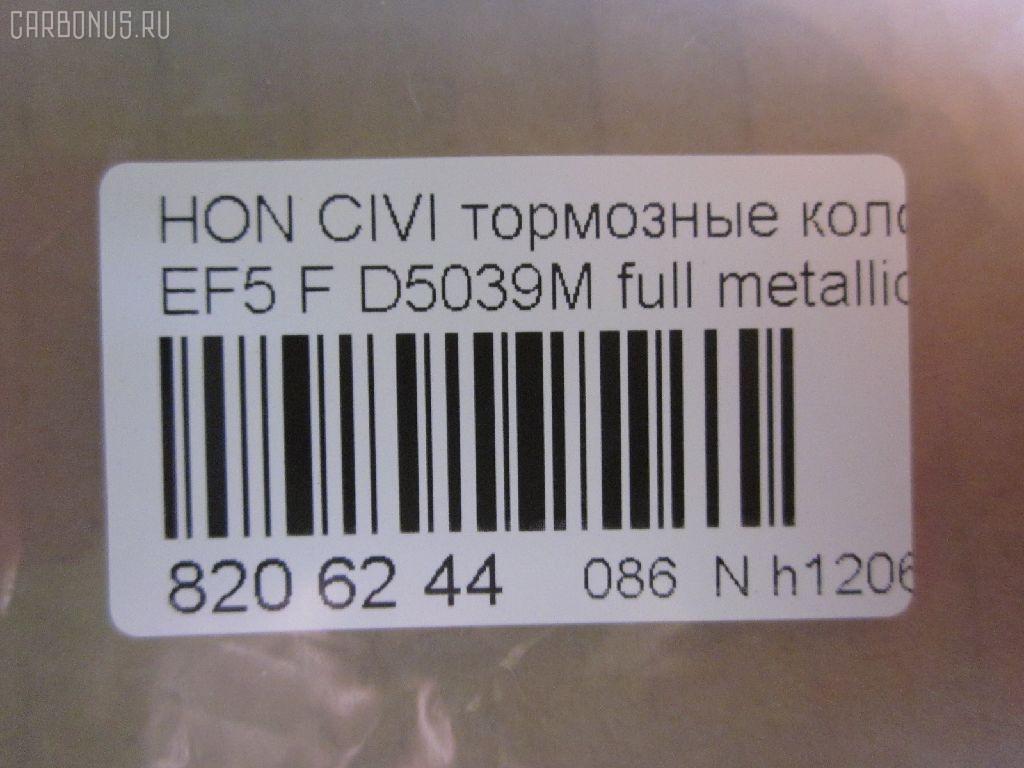 CARBONUS.RU
HON CIVI тормозные коло
EF5 F D5039M full metallic
820 62 44 086 N h1206